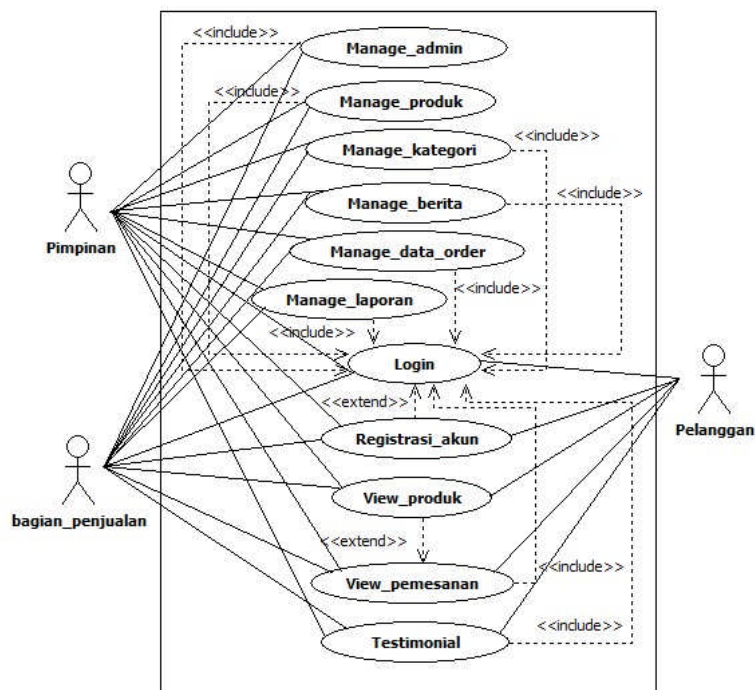 <<include>>
Manage_admin
<<include>>
Manage_produk
<<include>>
Manage_kategori
<<include>>
Manage_berita
Pimpinan
Manage_data_order
<<include>>
Manage_laporan
<<include>>
Login
<<extend>>
Pelanggan
Registrasi_akun
View_produk
bagian_penjualan
<<extend>>
<<include>>
View_pemesanan
<<include>>
Testimonial